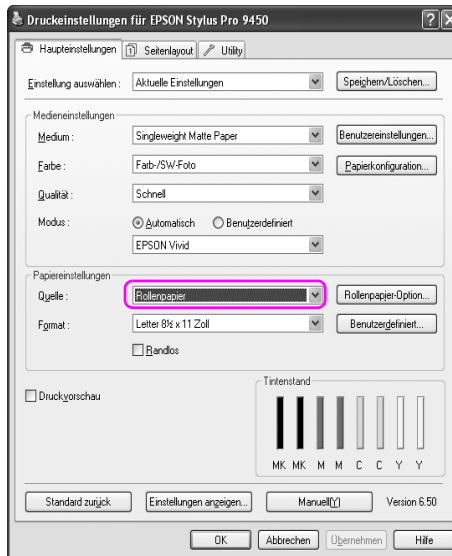 Druckeinstellungen für EPSON Stylus Pro 9450
Haupteinstellungen Seitenlayout Utility
Einstellung auswählen : Aktuelle Einstellungen Speichern/Löschen...
Medieneinstellungen
Medium : Singleweight Matte Paper Benutzereinstellungen...
Farbe : Farb-/SW-Foto Papierkonfiguration...
Qualität : Schnell
Modus : Automatisch Benutzerdefiniert
EPSON Vivid
Papiereinstellungen
Quelle : Rollenpapier Rollenpapier-Option...
Format : Letter 8½ x 11 Zoll Benutzerdefiniert...
Randlos
Druckvorschau
Tintenstand
MK MK M M C C Y Y
Standard zurück Einstellungen anzeigen... Manuell(Y) Version 6.50
OK Abbrechen Übernehmen Hilfe